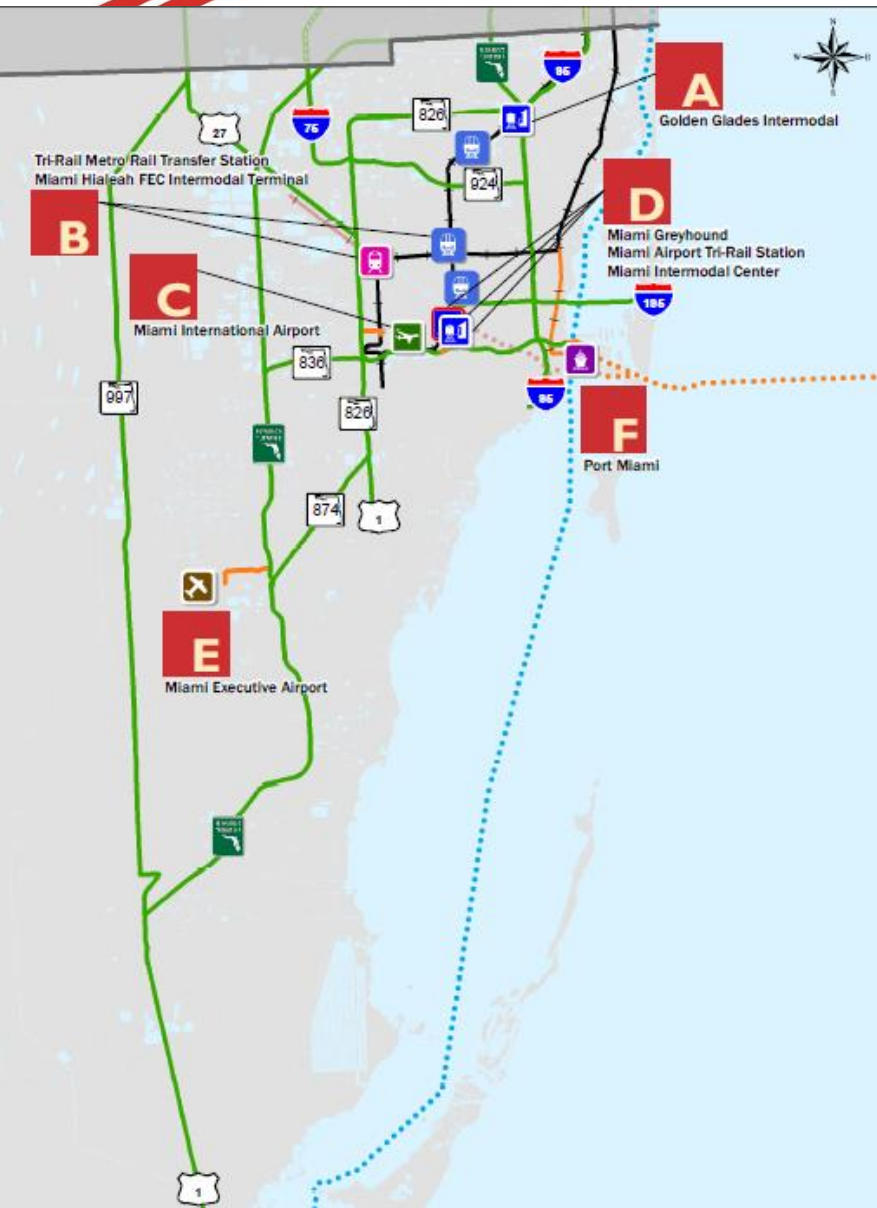 N
W
E
S
95
A
Golden Glades Intermodal
826
27
75
Tri-Rail Metro Rail Transfer Station
Miami Hialeah FEC Intermodal Terminal
924
B
D
Miami Greyhound
Miami Airport Tri-Rail Station
Miami Intermodal Center
C
Miami International Airport
195
836
997
95
826
F
Port Miami
874
1
E
Miami Executive Airport
1